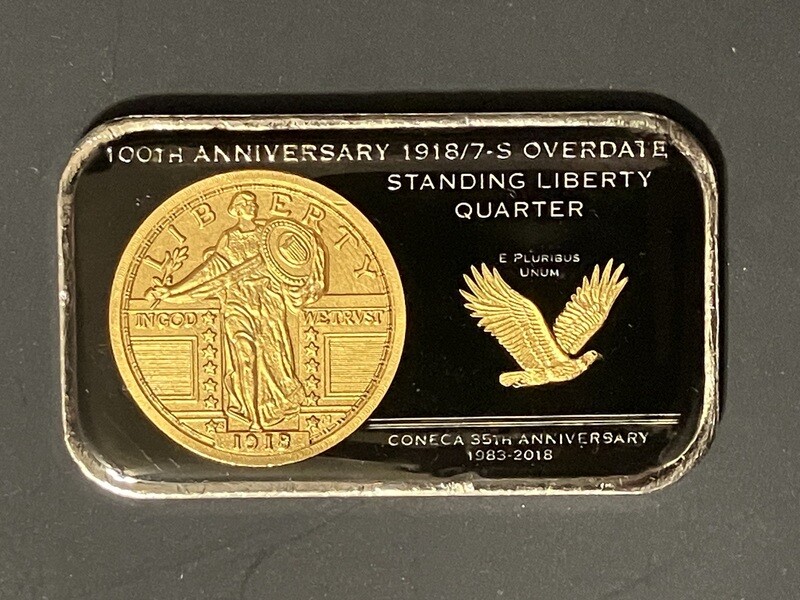 100TH ANNIVERSARY 1918/7-S OVERDATE
STANDING LIBERTY
QUARTER
E PLURIBUS
UNUM
LIBERTY
IN GOD WE TRUST
CONECA 35TH ANNIVERSARY
1983-2018